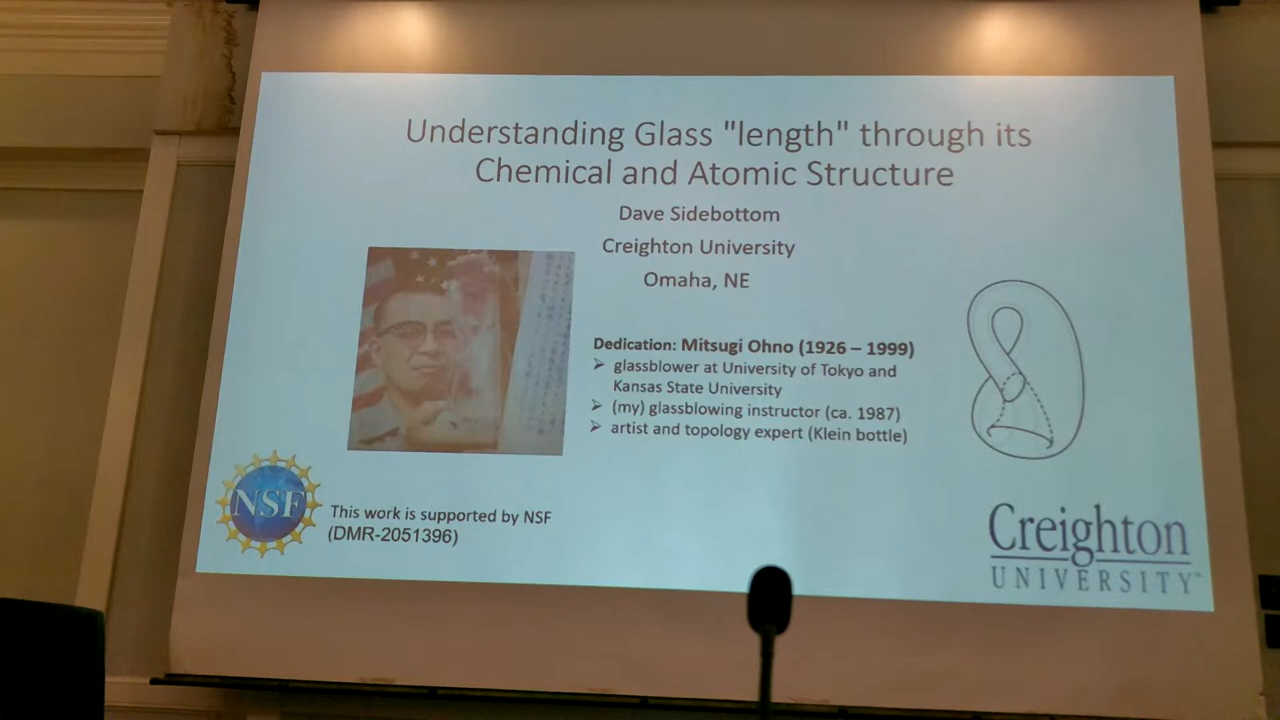 Understanding Glass "length" through its
Chemical and Atomic Structure
Dave Sidebottom
Creighton University
Omaha, NE
Dedication: Mitsugi Ohno (1926 – 1999)
➢ glassblower at University of Tokyo and
Kansas State University
➢ (my) glassblowing instructor (ca. 1987)
➢ artist and topology expert (Klein bottle)
NSF
This work is supported by NSF
(DMR-2051396)
Creighton
UNIVERSITY™